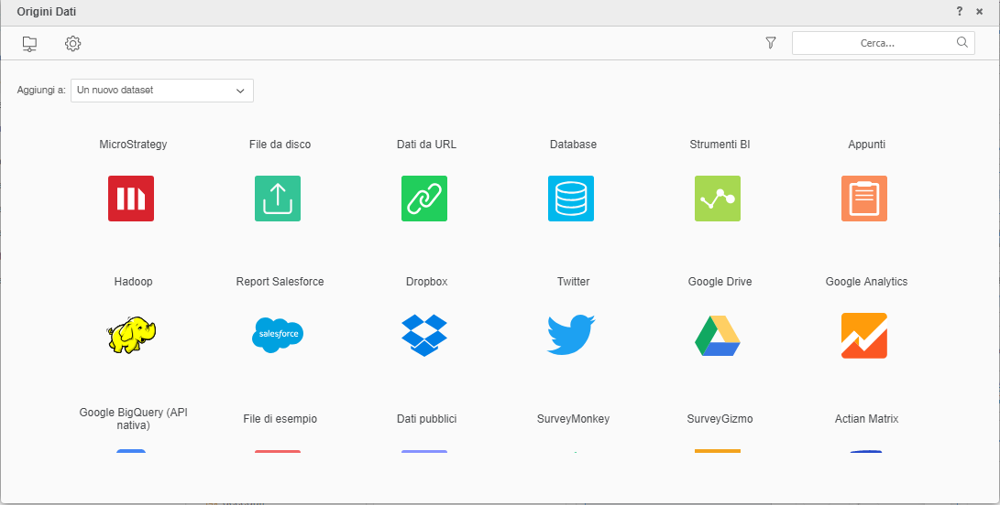 Origini Dati
?
Cerca...
Aggiungi a: Un nuovo dataset
MicroStrategy
File da disco
Dati da URL
Database
Strumenti BI
Appunti
Hadoop
Report Salesforce
Dropbox
Twitter
Google Drive
Google Analytics
salesforce
Google BigQuery (API
nativa)
File di esempio
Dati pubblici
SurveyMonkey
SurveyGizmo
Actian Matrix